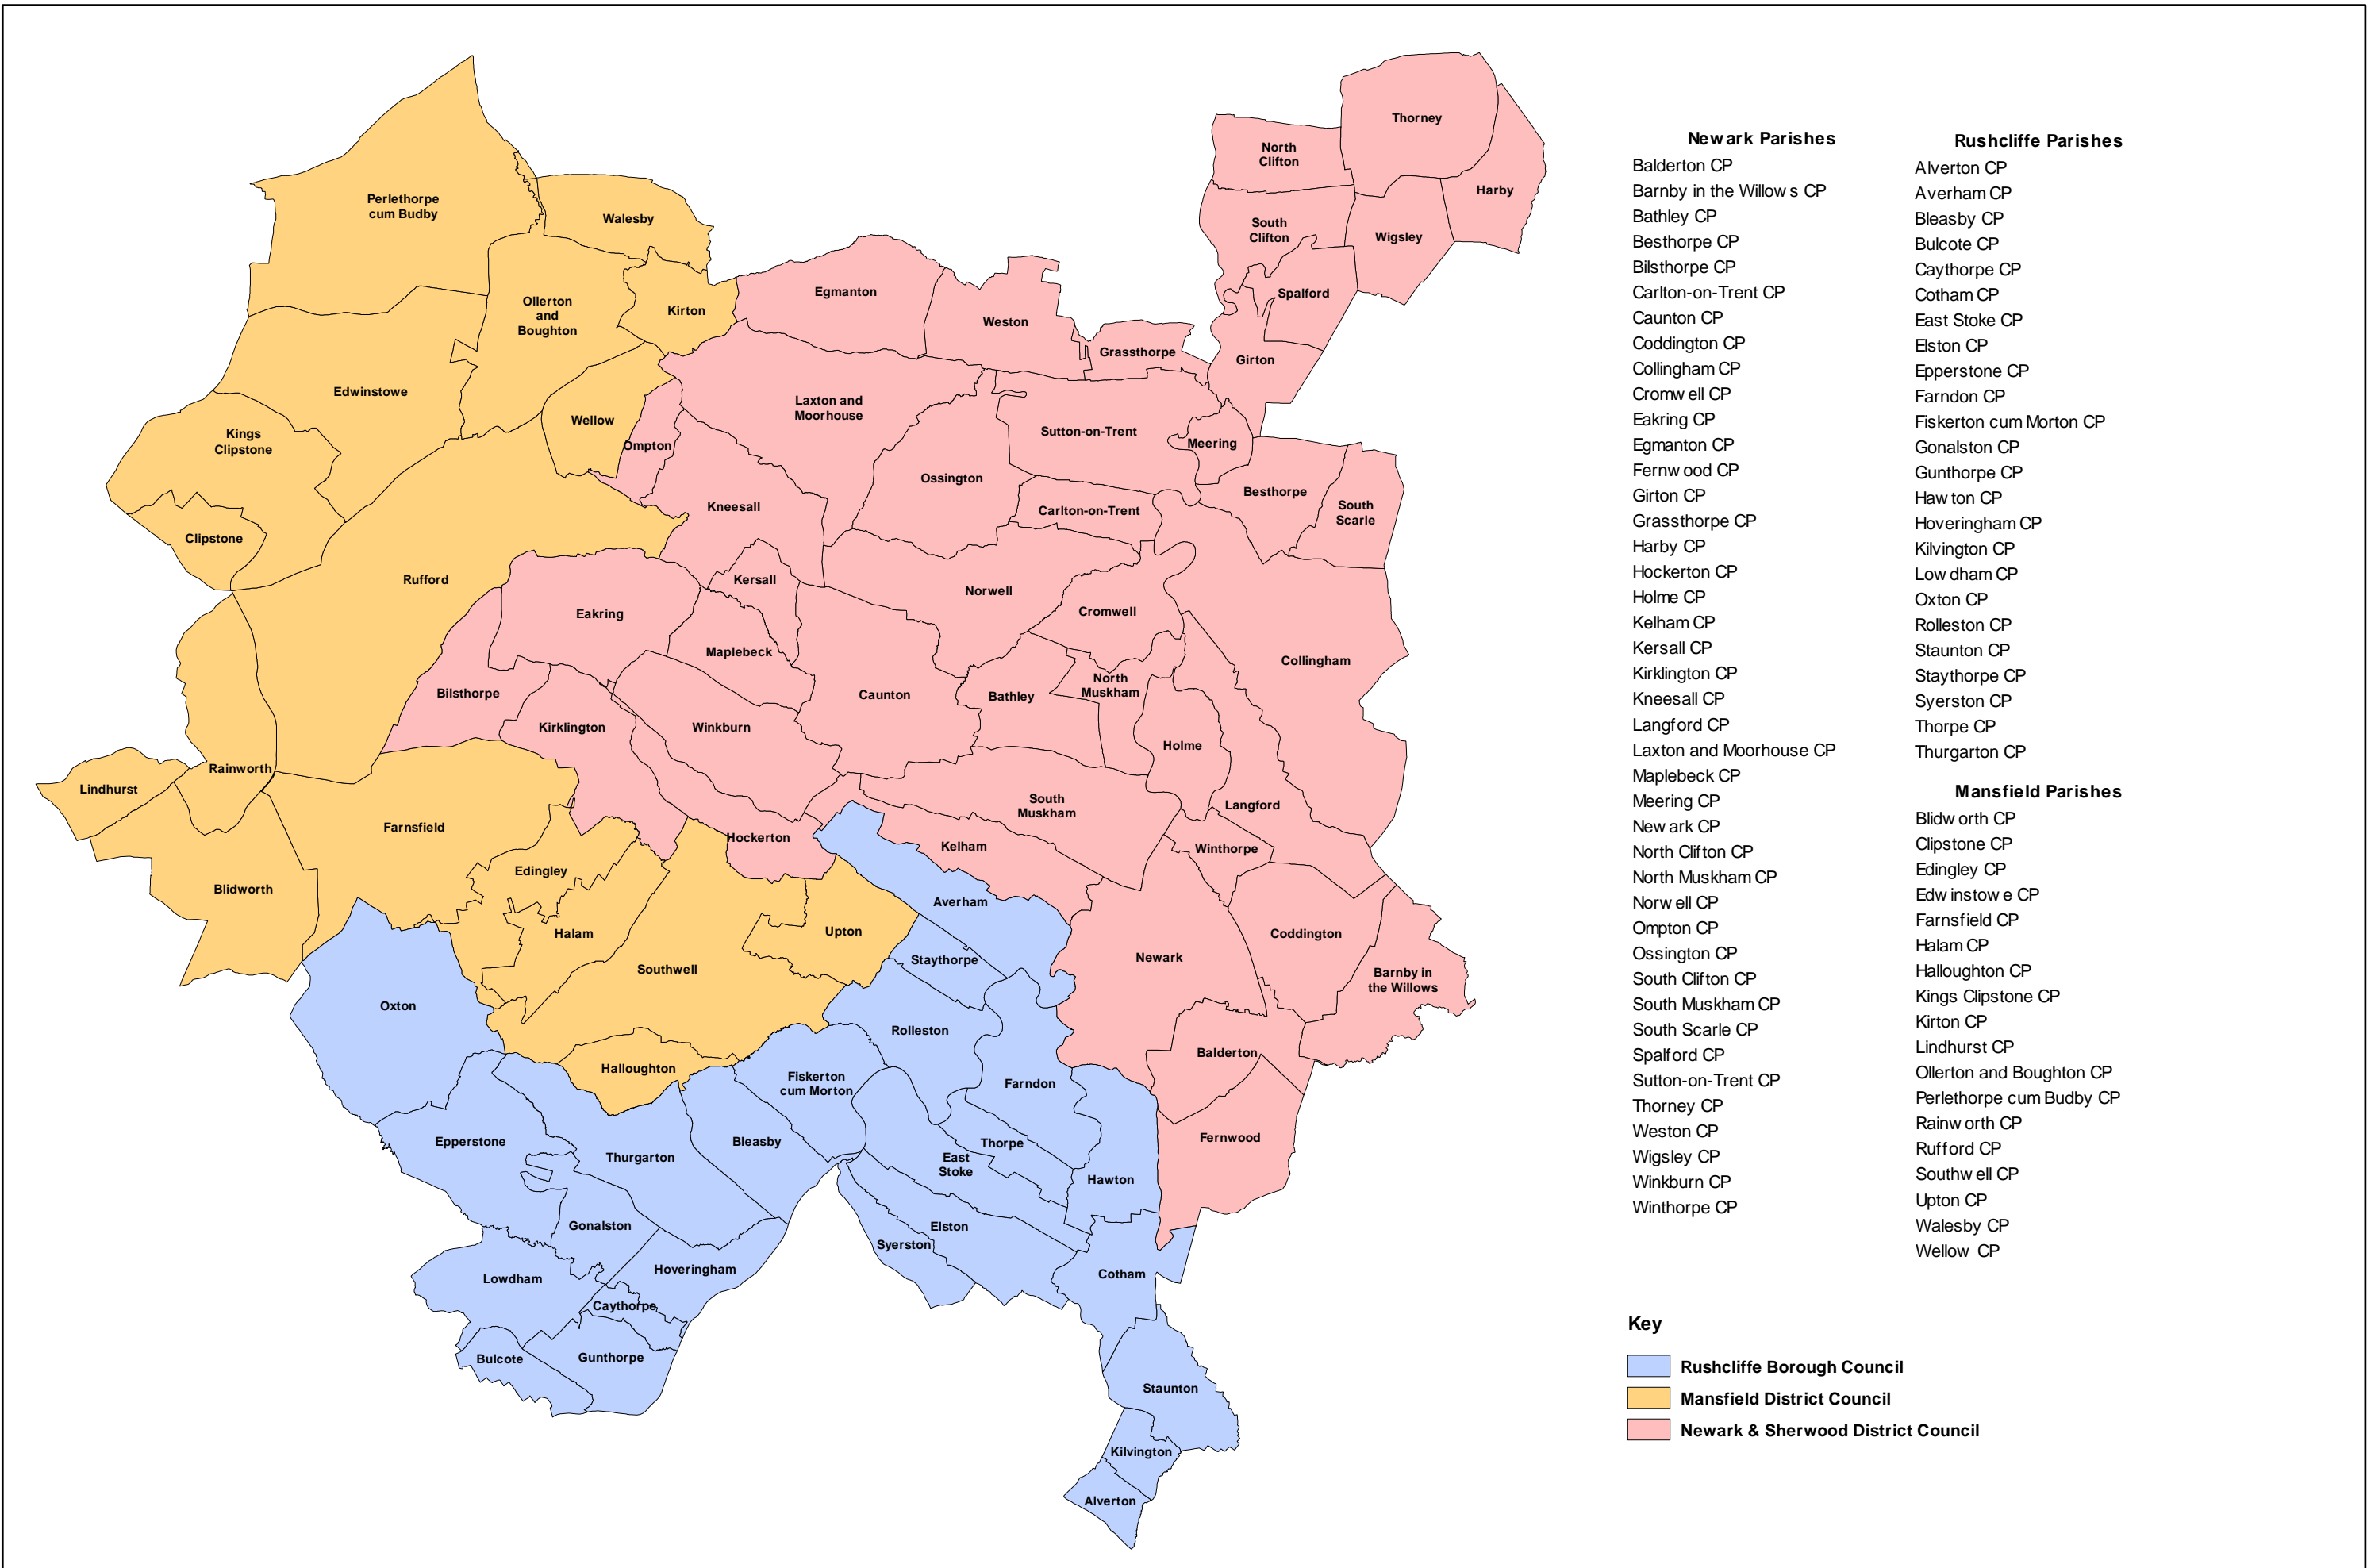 Thorney
North
Clifton
Harby
Perlethorpe
cum Budby
Walesby
South
Clifton
Wigsley
Egmanton
Spalford
Ollerton
and
Boughton
Kirton
Weston
Grassthorpe
Girton
Edwinstowe
Laxton and
Moorhouse
Wellow
Kings
Clipstone
Ompton
Sutton-on-Trent
Meering
Ossington
Besthorpe
Kneesall
Carlton-on-Trent
South
Scarle
Clipstone
Rufford
Kersall
Norwell
Eakring
Cromwell
Maplebeck
Collingham
Bilsthorpe
Caunton
Bathley
North
Muskham
Kirklington
Winkburn
Holme
Rainworth
Lindhurst
South
Muskham
Langford
Farnsfield
Hockerton
Kelham
Winthorpe
Edingley
Blidworth
Averham
Halam
Upton
Coddington
Newark
Staythorpe
Southwell
Barnby in
the Willows
Oxton
Rolleston
Balderton
Halloughton
Fiskerton
cum Morton
Farndon
Epperstone
Bleasby
Thorpe
Fernwood
Thurgarton
East
Stoke
Hawton
Gonalston
Elston
Syerston
Hoveringham
Lowdham
Cotham
Caythorpe
Bulcote
Gunthorpe
Staunton
Kilvington
Alverton
Newark Parishes
Balderton CP
Barnby in the Willows CP
Bathley CP
Besthorpe CP
Bilsthorpe CP
Carlton-on-Trent CP
Caunton CP
Coddington CP
Collingham CP
Cromwell CP
Eakring CP
Egmanton CP
Fernwood CP
Girton CP
Grassthorpe CP
Harby CP
Hockerton CP
Holme CP
Kelham CP
Kersall CP
Kirklington CP
Kneesall CP
Langford CP
Laxton and Moorhouse CP
Maplebeck CP
Meering CP
Newark CP
North Clifton CP
North Muskham CP
Norwell CP
Ompton CP
Ossington CP
South Clifton CP
South Muskham CP
South Scarle CP
Spalford CP
Sutton-on-Trent CP
Thorney CP
Weston CP
Wigsley CP
Winkburn CP
Winthorpe CP
Rushcliffe Parishes
Alverton CP
Averham CP
Bleasby CP
Bulcote CP
Caythorpe CP
Cotham CP
East Stoke CP
Elston CP
Epperstone CP
Farndon CP
Fiskerton cum Morton CP
Gonalston CP
Gunthorpe CP
Hawton CP
Hoveringham CP
Kilvington CP
Lowdham CP
Oxton CP
Rolleston CP
Staunton CP
Staythorpe CP
Syerston CP
Thorpe CP
Thurgarton CP
Mansfield Parishes
Blidworth CP
Clipstone CP
Edingley CP
Edwinstowe CP
Farnsfield CP
Halam CP
Halloughton CP
Kings Clipstone CP
Kirton CP
Lindhurst CP
Ollerton and Boughton CP
Perlethorpe cum Budby CP
Rainworth CP
Rufford CP
Southwell CP
Upton CP
Walesby CP
Wellow CP
Key
Rushcliffe Borough Council
Mansfield District Council
Newark & Sherwood District Council